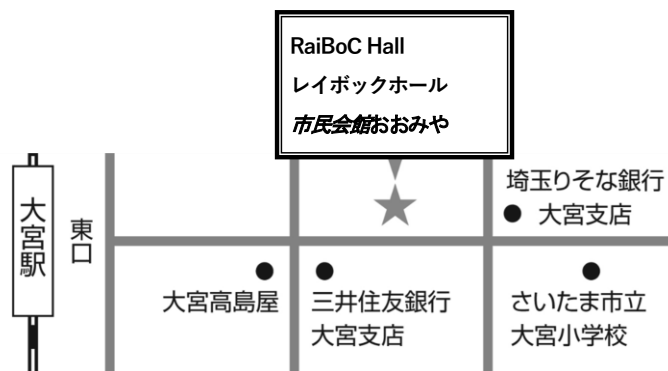 RaiBoC Hall
レイボックホール
市民会館おおみや
埼玉りそな銀行
大宮支店
大宮駅
東口
大宮高島屋
三井住友銀行
大宮支店
さいたま市立
大宮小学校